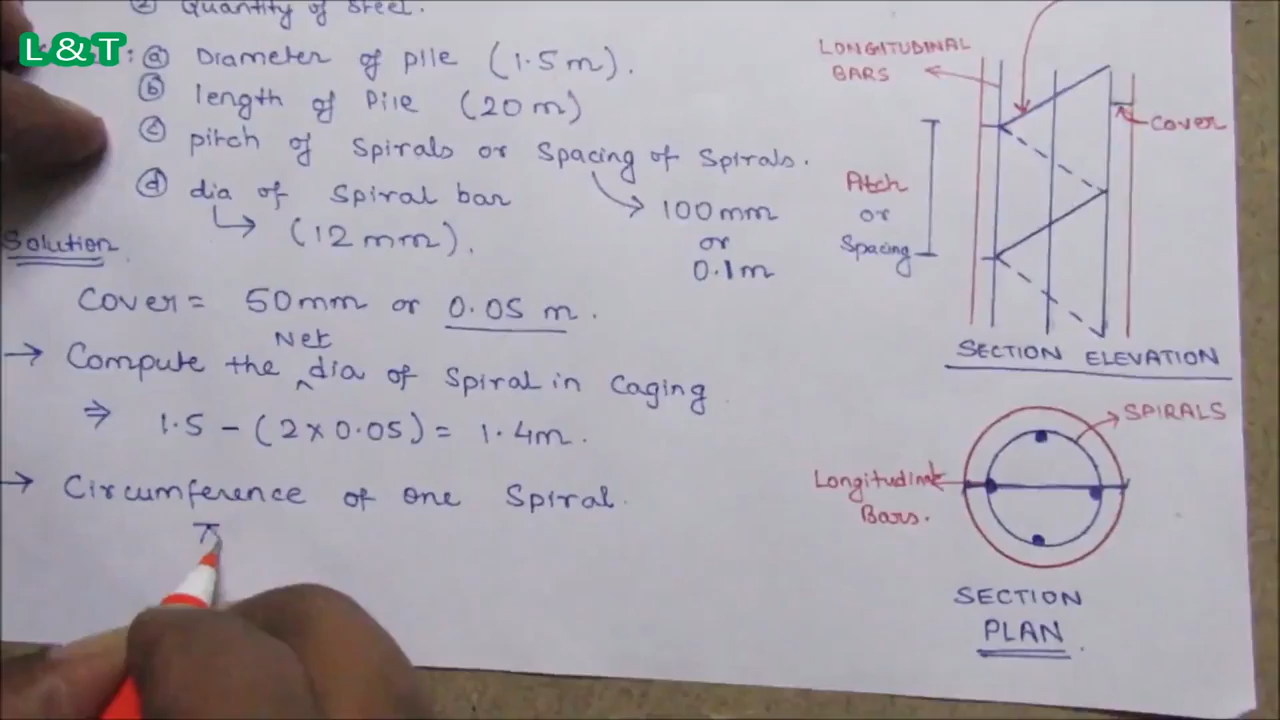 ② Quantity of Steel.
L & T
: ⓐ Diameter of pile (1.5m).
ⓑ length of Pile (20m)
ⓒ pitch of Spirals or Spacing of Spirals.
100mm
or
0.1m
ⓓ dia of Spiral bar
(12mm).
Solution
Cover = 50mm or 0.05 m.
→ Compute the Net dia of Spiral in Caging
⇒ 1.5 - (2 x 0.05) = 1.4m.
→ Circumference of one Spiral.
π
LONGITUDINAL
BARS
Cover
Pitch
or
Spacing
SECTION ELEVATION
SPIRALS
Longitudinal
Bars.
SECTION
PLAN